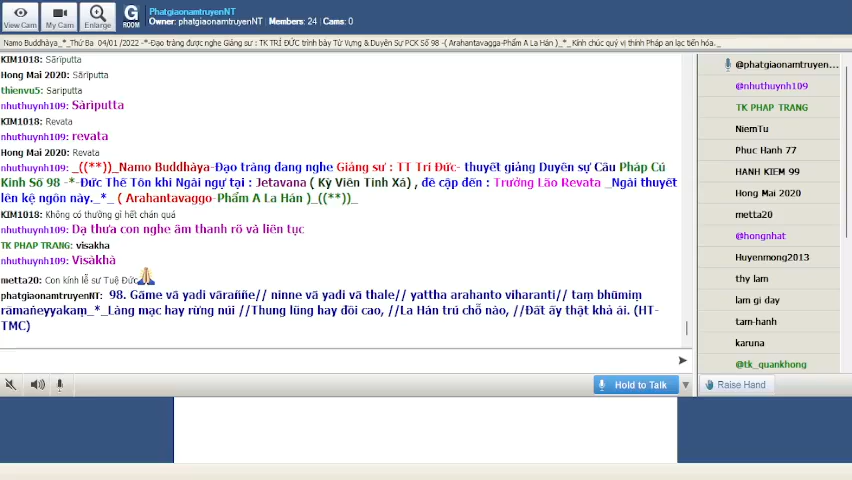 PhatgiaonamtruyenNT
Owner: phatgiaonamtruyenNT   Members: 24 | Cams: 0
View Cam
My Cam
Enlarge
G
ROOM
Namo Buddhàya_*_Thứ Ba 04/01 /2022 -*-Đạo tràng được nghe Giảng sư : TK TRÍ ĐỨC trình bày Từ Vựng & Duyên Sự PCK Số 98 -( Arahantavagga-Phẩm A La Hán )_*_Kính chúc quý vị thính Pháp an lạc tiến hóa._
KIM1018: Sāriputta
Hong Mai 2020: Sāriputta
thienvu5: Sariputta
nhuthuynh109: Sàriputta
KIM1018: Revata
nhuthuynh109: revata
Hong Mai 2020: Revata
nhuthuynh109: _((**))_Namo Buddhàya-Đạo tràng đang nghe Giảng sư : TT Trí Đức- thuyết giảng Duyên sự Câu Pháp Cú
Kinh Số 98 -*-Đức Thế Tôn khi Ngài ngự tại : Jetavana ( Kỳ Viên Tịnh Xá) , đề cập đến : Trưởng Lão Revata _Ngài thuyết
lên kệ ngôn này._*_ ( Arahantavaggo-Phẩm A La Hán )_((**))_
KIM1018: Không có thường gì hết chán quá
nhuthuynh109: Dạ thưa con nghe âm thanh rõ và liên tục
TK PHAP TRANG: visakha
nhuthuynh109: Visàkhà
metta20: Con kính lễ sư Tuệ Đức
phatgiaonamtruyenNT: 98. Gāme vā yadi vāraññe// ninne vā yadi vā thale// yattha arahanto viharanti// taṃ bhūmiṃ
rāmaṇeyyakaṃ_*_Làng mạc hay rừng núi //Thung lũng hay đồi cao, //La Hán trú chỗ nào, //Đất ấy thật khả ái. (HT-
TMC)
Hold to Talk
@phatgiaonamtruyen...
@nhuthuynh109
TK PHAP TRANG
NiemTu
Phuc Hanh 77
HANH KIEM 99
Hong Mai 2020
metta20
@hongnhat
Huyenmong2013
thy lam
lam gi day
tam-hanh
karuna
@tk_quankhong
Raise Hand